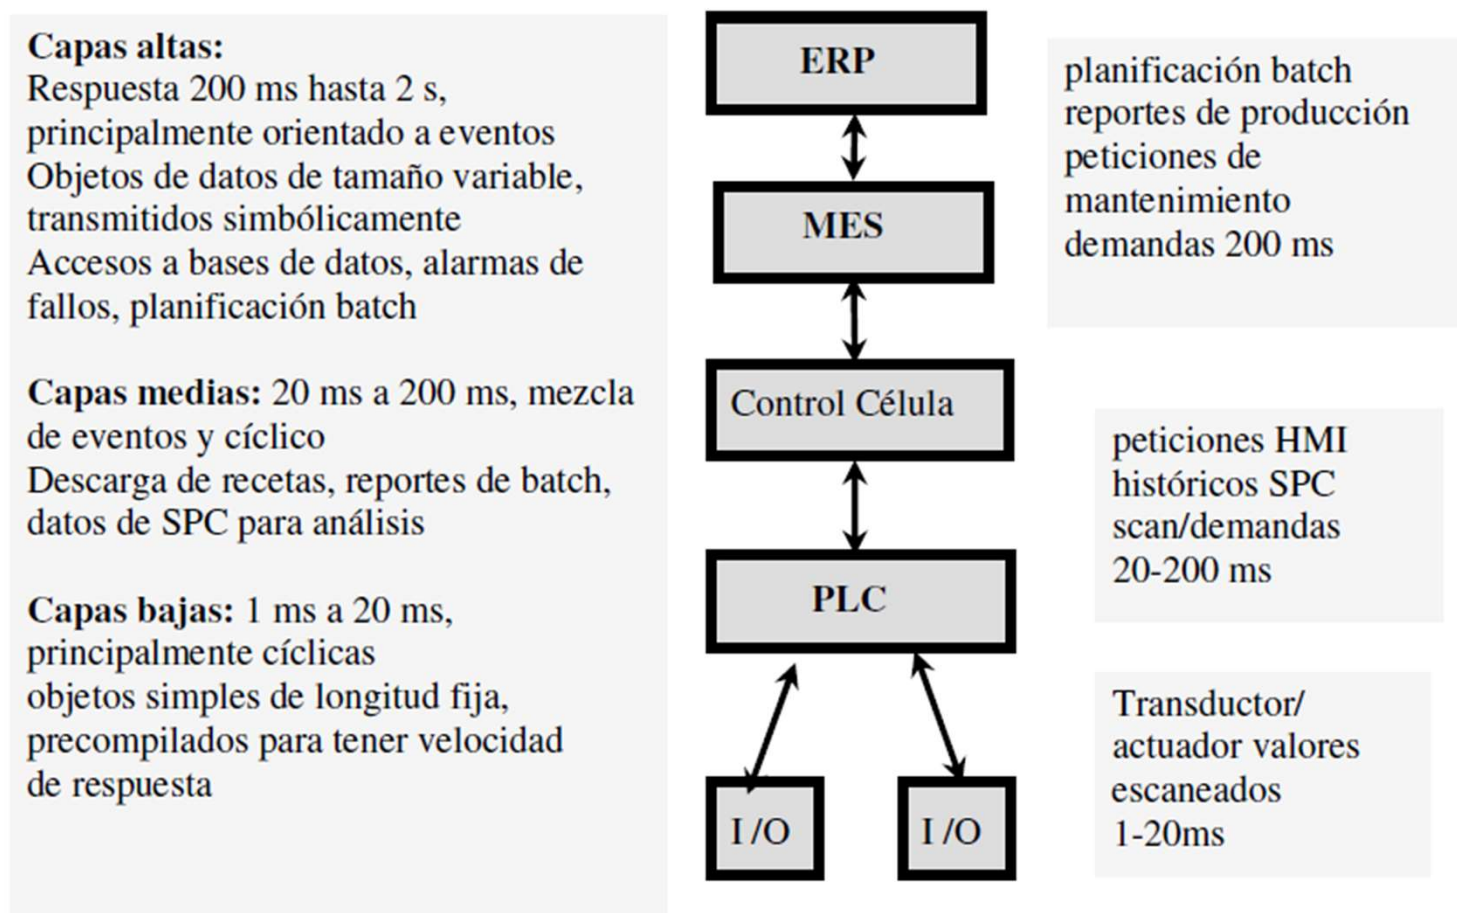 Capas altas:
Respuesta 200 ms hasta 2 s,
principalmente orientado a eventos
Objetos de datos de tamaño variable,
transmitidos simbólicamente
Accesos a bases de datos, alarmas de
fallos, planificación batch
Capas medias: 20 ms a 200 ms, mezcla
de eventos y cíclico
Descarga de recetas, reportes de batch,
datos de SPC para análisis
Capas bajas: 1 ms a 20 ms,
principalmente cíclicas
objetos simples de longitud fija,
precompilados para tener velocidad
de respuesta
ERP
MES
Control Célula
PLC
I /O
I /O
planificación batch
reportes de producción
peticiones de
mantenimiento
demandas 200 ms
peticiones HMI
históricos SPC
scan/demandas
20-200 ms
Transductor/
actuador valores
escaneados
1-20ms